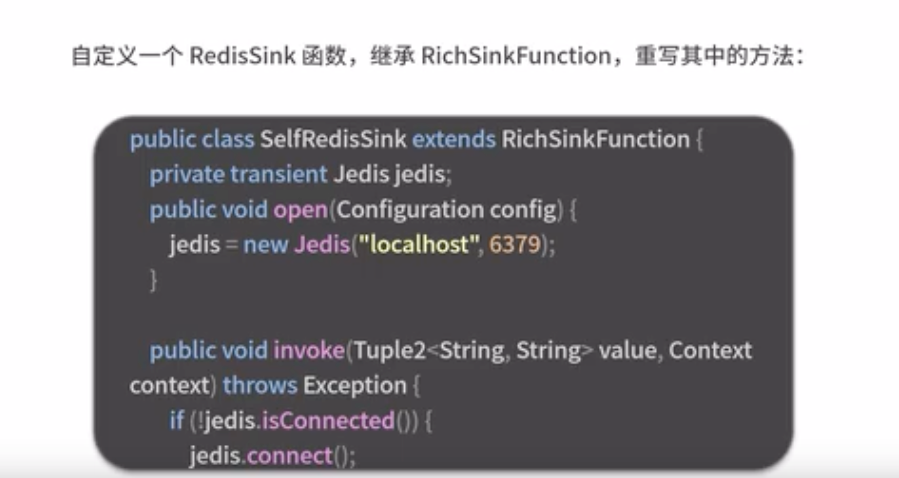 自定义一个 RedisSink 函数，继承 RichSinkFunction，重写其中的方法：
public class SelfRedisSink extends RichSinkFunction {
private transient Jedis jedis;
public void open(Configuration config) {
jedis = new Jedis("localhost", 6379);
}
public void invoke(Tuple2<String, String> value, Context
context) throws Exception {
if (!jedis.isConnected()) {
jedis.connect();